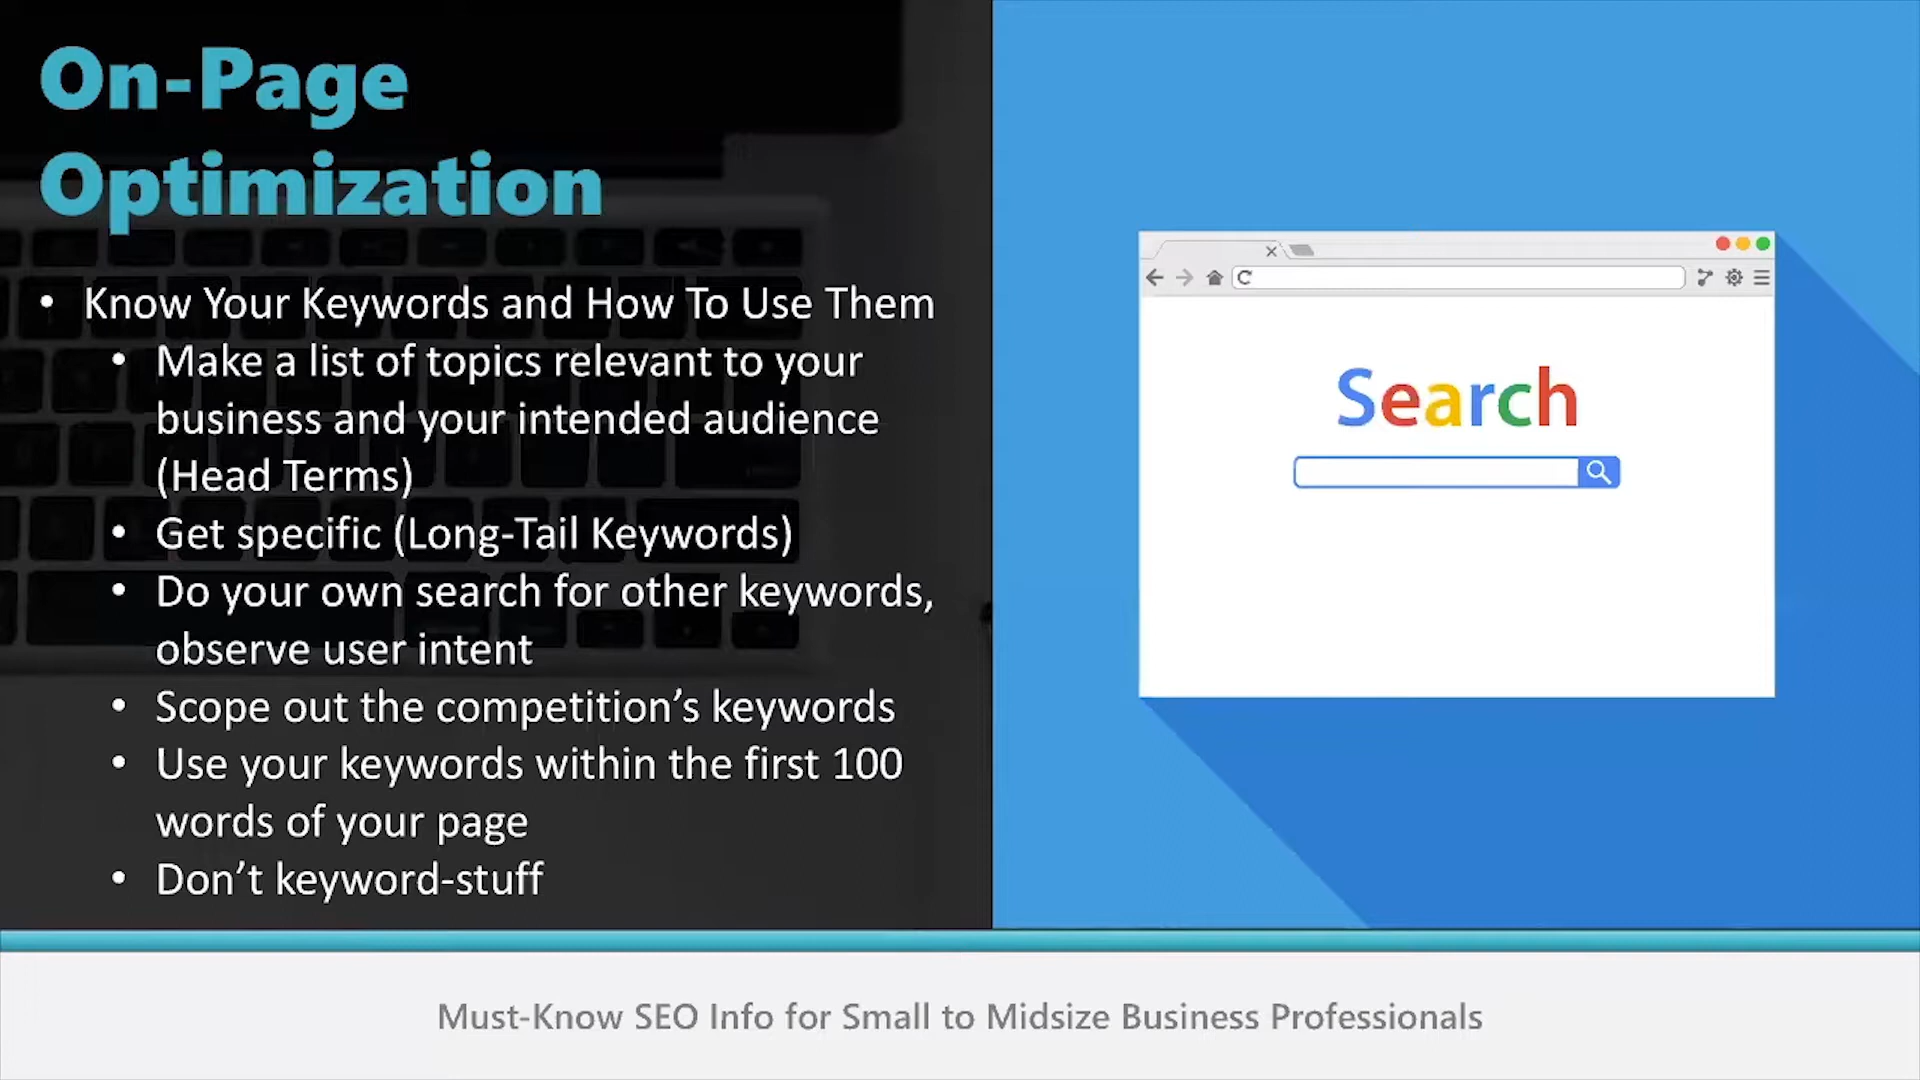 On-Page
Optimization
• Know Your Keywords and How To Use Them
• Make a list of topics relevant to your
business and your intended audience
(Head Terms)
• Get specific (Long-Tail Keywords)
• Do your own search for other keywords,
observe user intent
• Scope out the competition’s keywords
• Use your keywords within the first 100
words of your page
• Don’t keyword-stuff
Search
Must-Know SEO Info for Small to Midsize Business Professionals